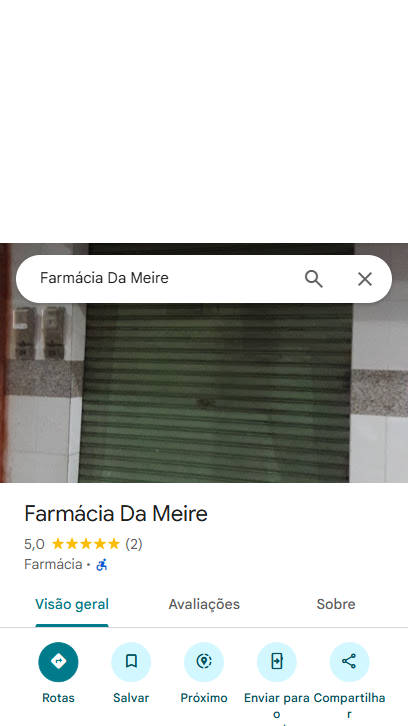 Farmácia Da Meire
Farmácia Da Meire
5,0 (2)
Farmácia ·
Visão geral Avaliações Sobre
Rotas Salvar Próximo Enviar para o Compartilhar